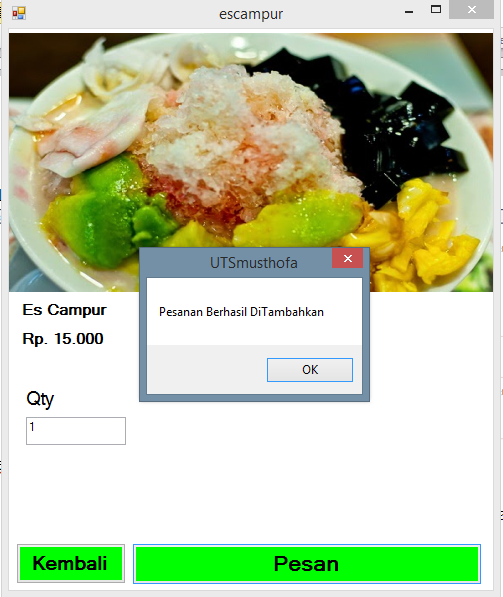 escampur
UTSmusthofa
Pesanan Berhasil DiTambahkan
OK
Es Campur
Rp. 15.000
Qty
1
Kembali
Pesan